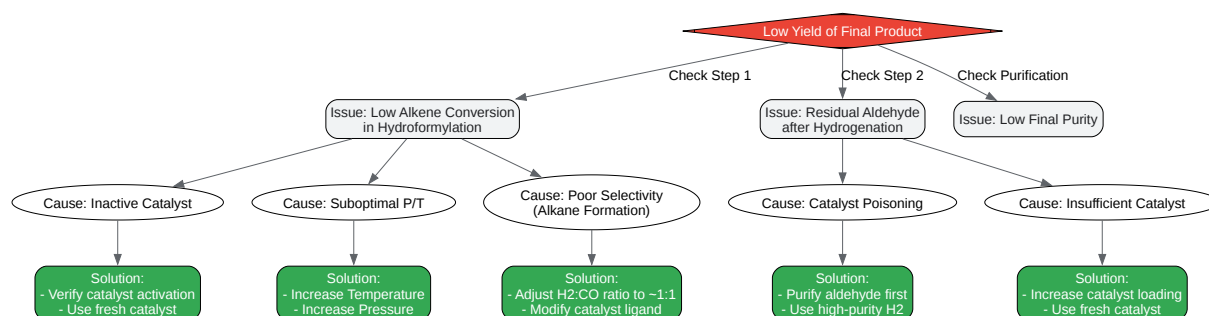 Low Yield of Final Product
Check Step 1
Check Step 2
Check Purification
Issue: Low Alkene Conversion
in Hydroformylation
Issue: Residual Aldehyde
after Hydrogenation
Issue: Low Final Purity
Cause: Inactive Catalyst
Cause: Suboptimal P/T
Cause: Poor Selectivity
(Alkane Formation)
Cause: Catalyst Poisoning
Cause: Insufficient Catalyst
Solution:
- Verify catalyst activation
- Use fresh catalyst
Solution:
- Increase Temperature
- Increase Pressure
Solution:
- Adjust H2:CO ratio to ~1:1
- Modify catalyst ligand
Solution:
- Purify aldehyde first
- Use high-purity H2
Solution:
- Increase catalyst loading
- Use fresh catalyst